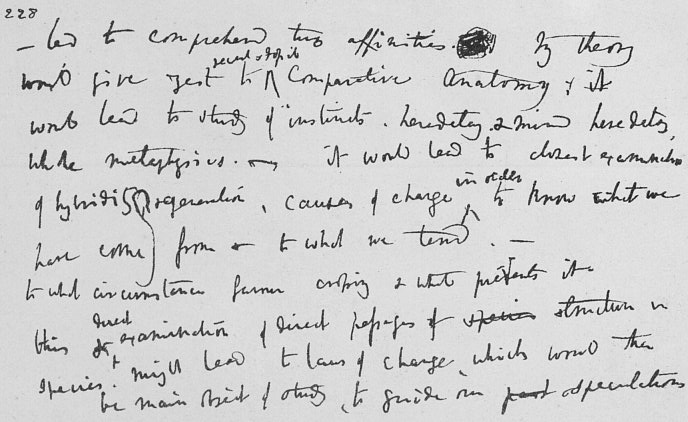 228
— led to comprehend two affinities. My theory
would give zest to recent & fossil Comparative Anatomy, & it
would lead to study of instincts. heredetary & mind heredetary,
whole metaphysics. — it would lead to closest examination
of hybridity regeneration, causes of change in order to know what we
have come from & to what we tend. —
to what circumstances favour crossing & what prevents it —
this & direct examination of direct passages of species structure in
species, might lead to laws of change, which would then
be main object of study, to guide our past speculations